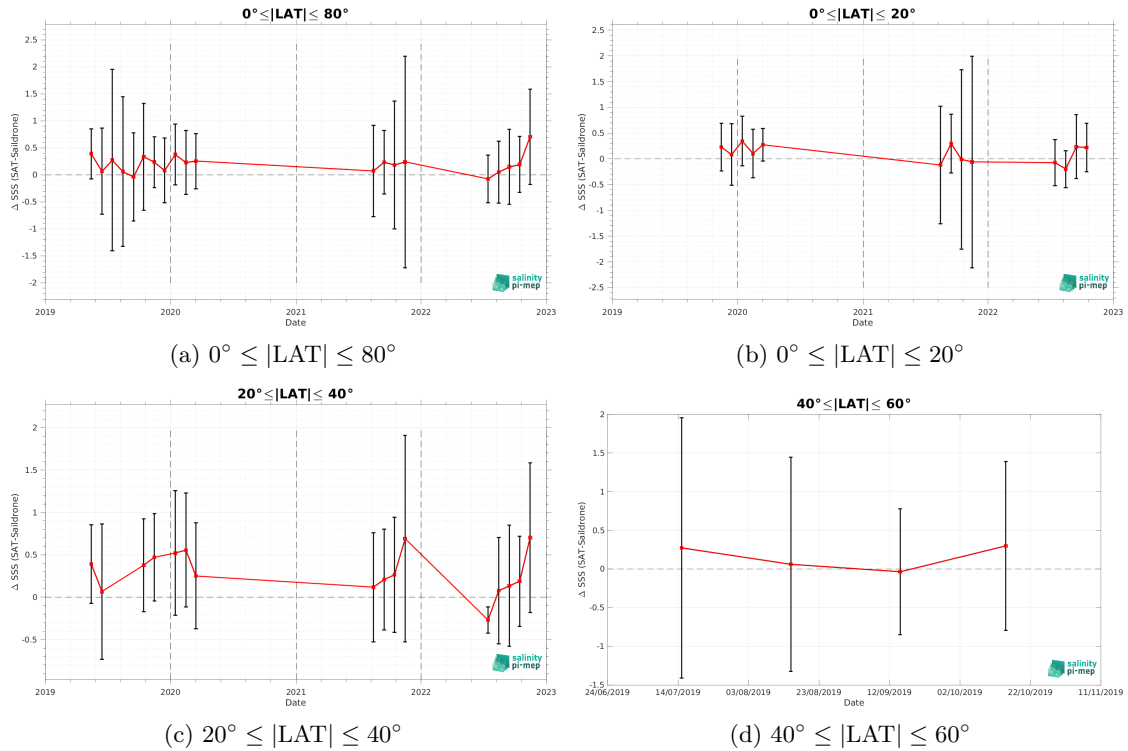 0°≤|LAT|≤ 80°
2.5
2
1.5
1
0.5
0
-0.5
-1
-1.5
-2
Δ SSS (SAT-Saildrone)
salinity
pi-mep
2019 2020 2021 2022 2023
Date
(a) 0° ≤ |LAT| ≤ 80°
0°≤|LAT|≤ 20°
2.5
2
1.5
1
0.5
0
-0.5
-1
-1.5
-2
-2.5
Δ SSS (SAT-Saildrone)
salinity
pi-mep
2019 2020 2021 2022 2023
Date
(b) 0° ≤ |LAT| ≤ 20°
20°≤|LAT|≤ 40°
2
1.5
1
0.5
0
-0.5
Δ SSS (SAT-Saildrone)
salinity
pi-mep
2019 2020 2021 2022 2023
Date
(c) 20° ≤ |LAT| ≤ 40°
40°≤|LAT|≤ 60°
2
1.5
1
0.5
0
-0.5
-1
-1.5
Δ SSS (SAT-Saildrone)
salinity
pi-mep
24/06/2019 14/07/2019 03/08/2019 23/08/2019 12/09/2019 02/10/2019 22/10/2019 11/11/2019
Date
(d) 40° ≤ |LAT| ≤ 60°